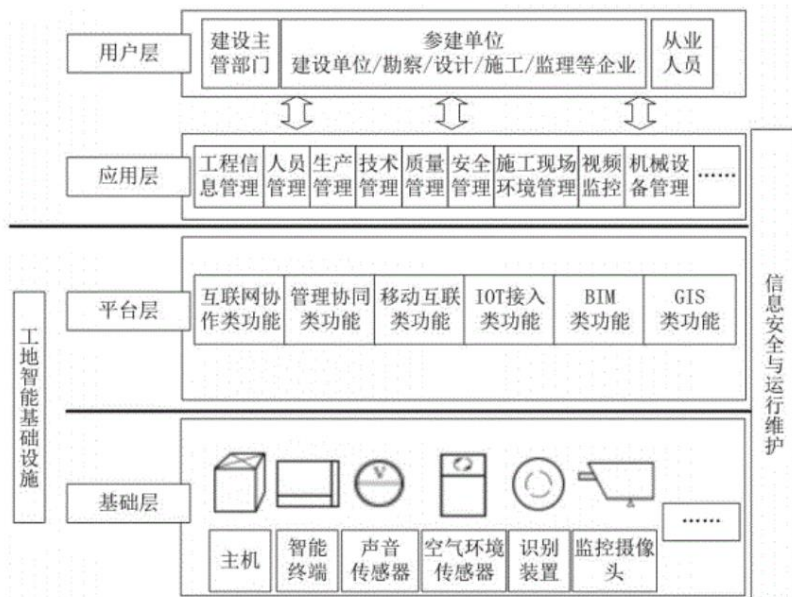 用户层
建设主
管部门
参建单位
建设单位/勘察/设计/施工/监理等企业
从业
人员
应用层
工程信
息管理
人员
管理
生产
管理
技术
管理
质量
管理
安全
管理
施工现场
环境管理
视频
监控
机械设
备管理
……
平台层
互联网协
作类功能
管理协同
类功能
移动互联
类功能
IOT接入
类功能
BIM
类功能
GIS
类功能
工地智能基础设施
信息安全与运行维护
基础层
V
……
主机
智能
终端
声音
传感器
空气环境
传感器
识别
装置
监控摄像
头